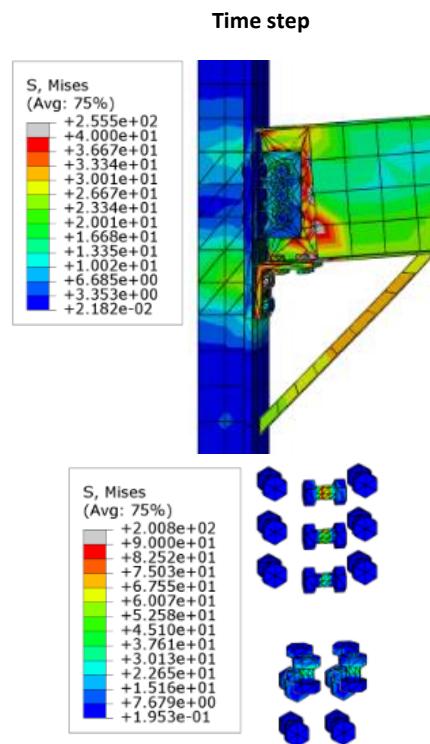 Time step
S, Mises
(Avg: 75%)
+2.555e+02
+4.000e+01
+3.667e+01
+3.334e+01
+3.001e+01
+2.667e+01
+2.334e+01
+2.001e+01
+1.668e+01
+1.335e+01
+1.002e+01
+6.685e+00
+3.353e+00
+2.182e-02
S, Mises
(Avg: 75%)
+2.008e+02
+9.000e+01
+8.252e+01
+7.503e+01
+6.755e+01
+6.007e+01
+5.258e+01
+4.510e+01
+3.761e+01
+3.013e+01
+2.265e+01
+1.516e+01
+7.679e+00
+1.953e-01